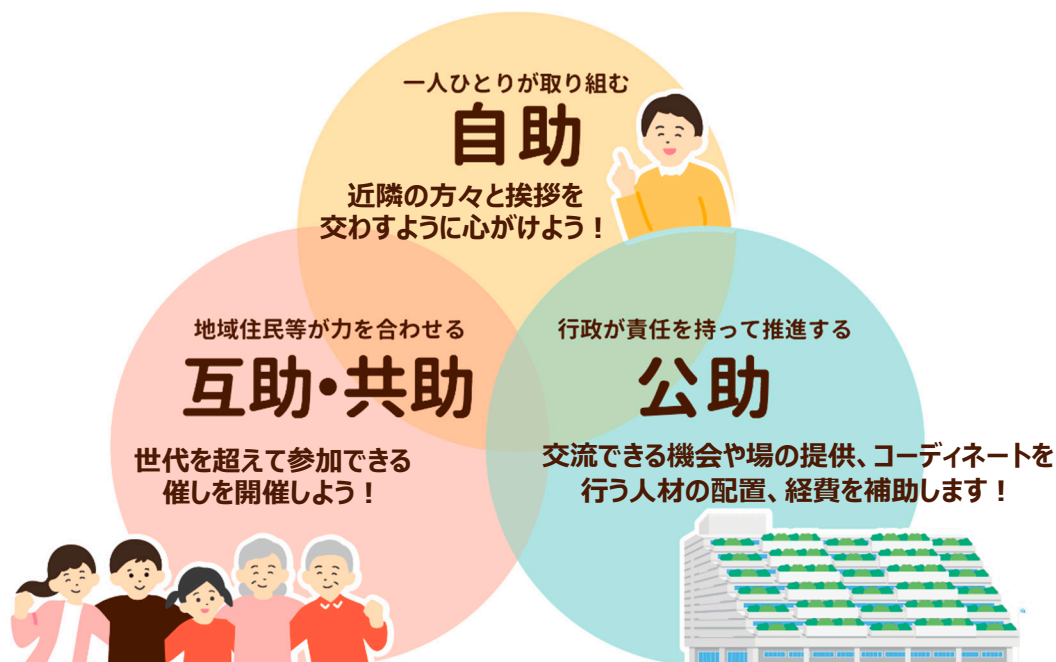 一人ひとりが取り組む
自助
近隣の方々と挨拶を
交わすように心がけよう！
地域住民等が力を合わせる
互助・共助
世代を超えて参加できる
催しを開催しよう！
行政が責任を持って推進する
公助
交流できる機会や場の提供、コーディネートを
行う人材の配置、経費を補助します！